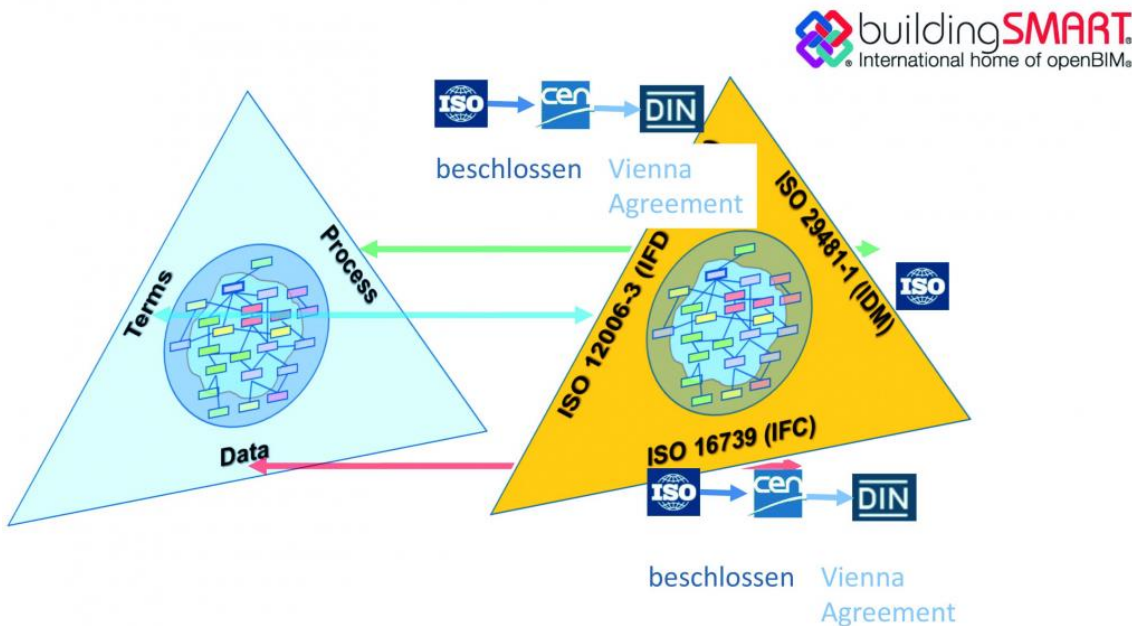 buildingSMART®
International home of openBIM®
ISO
cen
DIN
beschlossen
Vienna
Agreement
Terms
Process
Data
ISO 12006-3 (IFD
ISO 29481-1 (IDM)
ISO
ISO 16739 (IFC)
ISO
cen
DIN
beschlossen
Vienna
Agreement